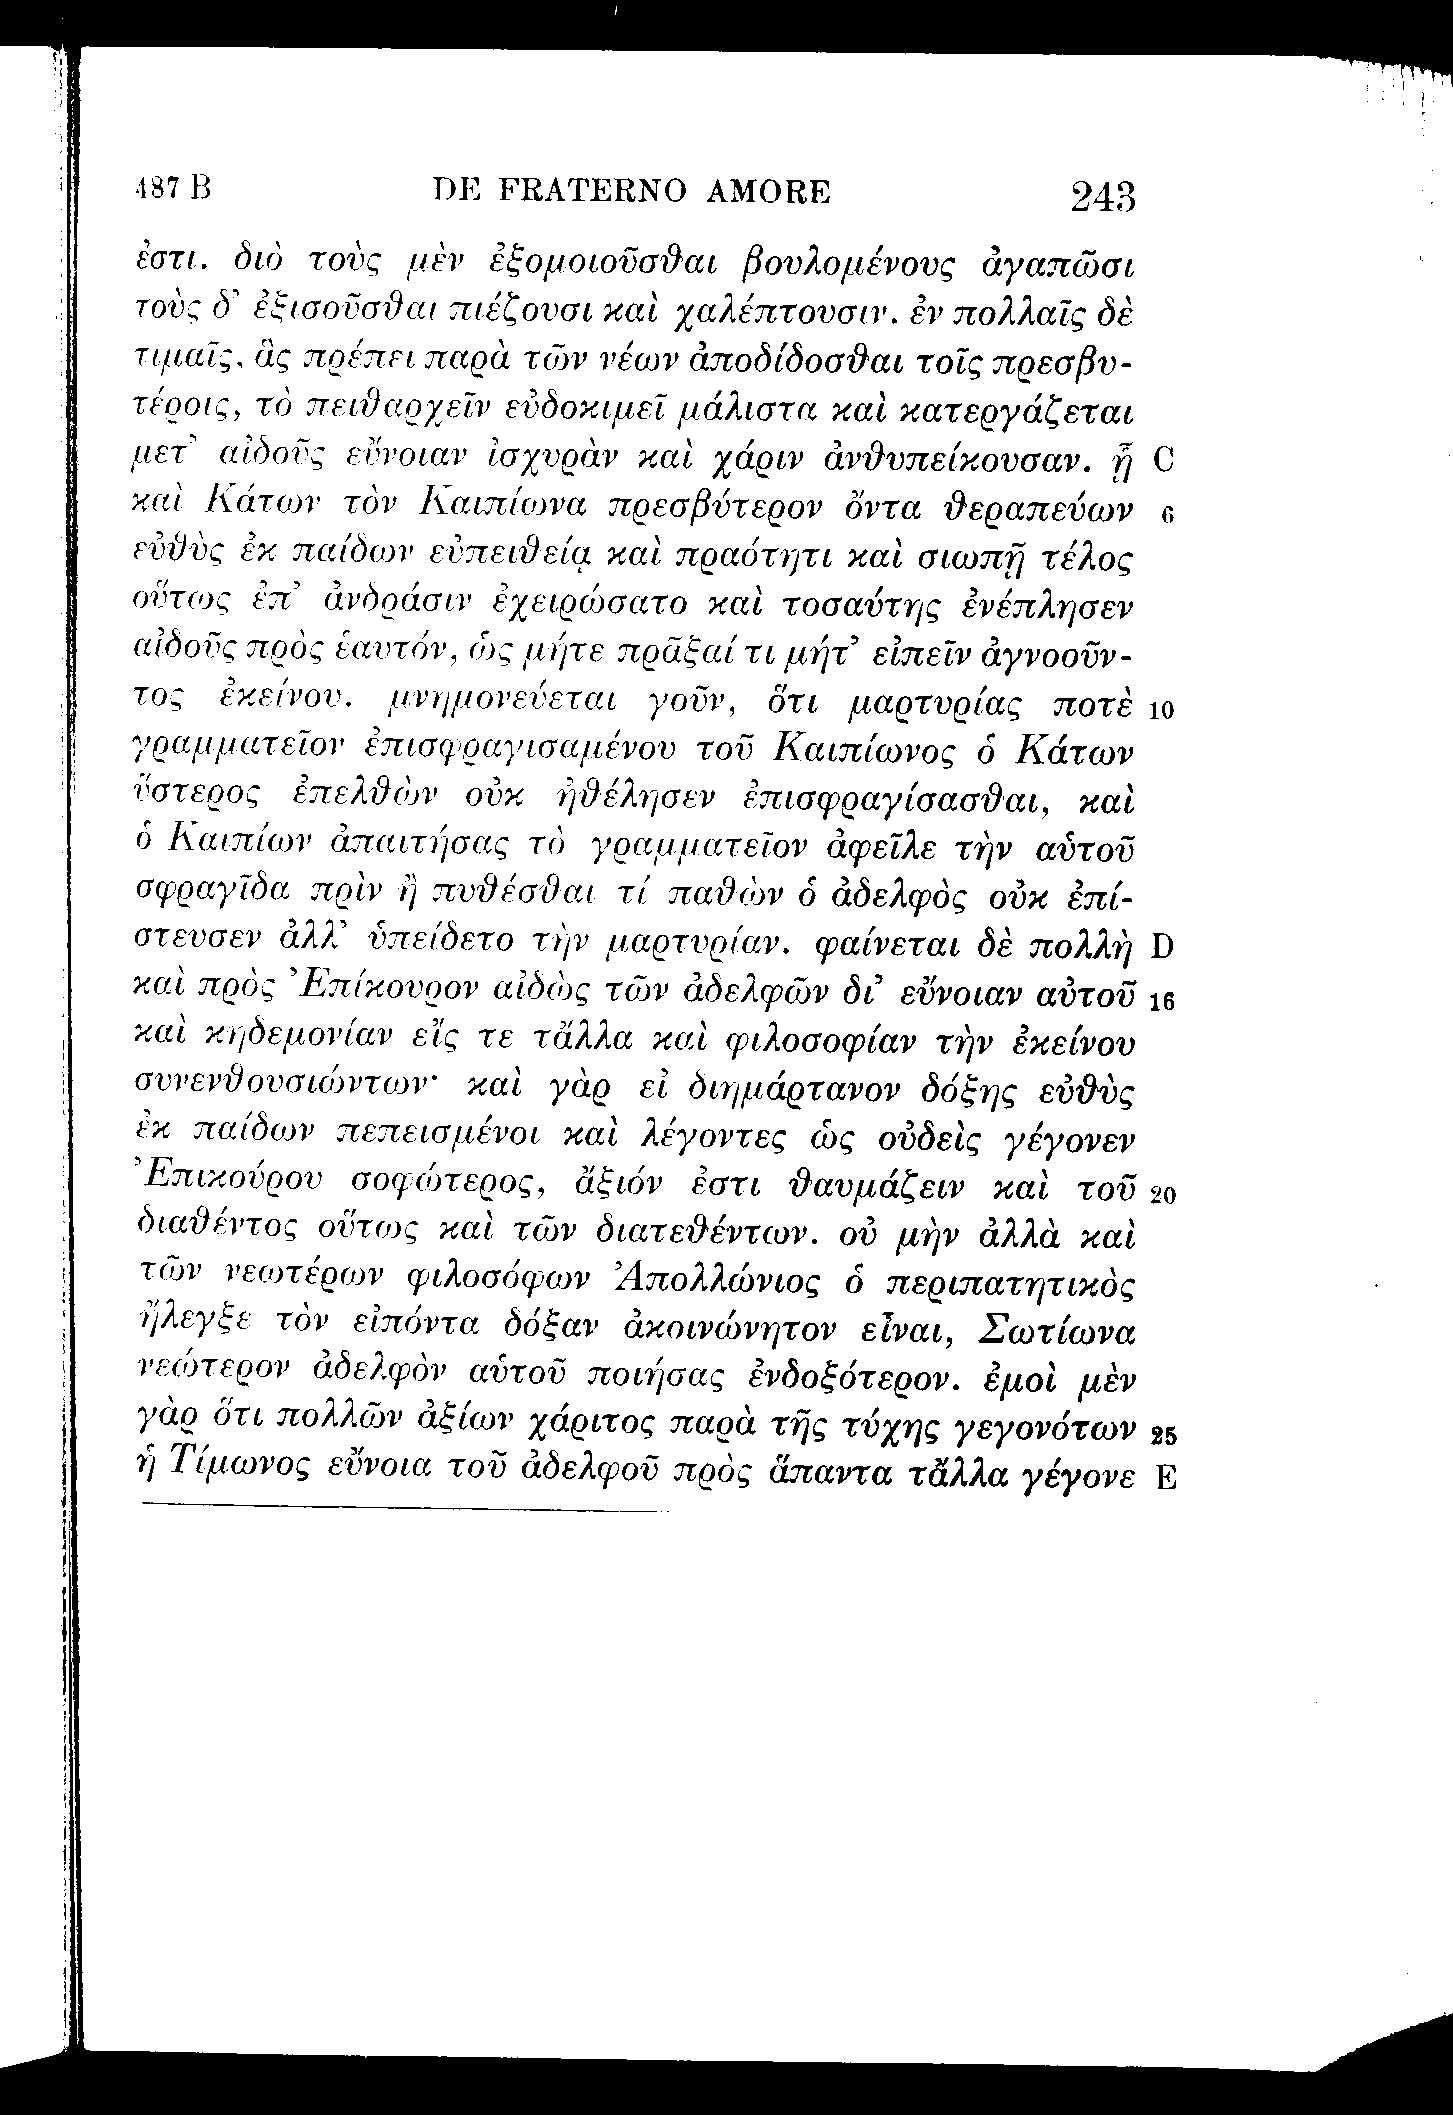 487 B DE FRATERNO AMORE 243
ἐστι. διὸ τοὺς μὲν ἐξομοιοῦσθαι βουλομένους ἀγαπῶσι
τοὺς δ’ ἐξισοῦσθαι πιέζουσι καὶ χαλέπτουσιν. ἐν πολλαῖς δὲ
τιμαῖς, ἃς πρέπει παρὰ τῶν νέων ἀποδίδοσθαι τοῖς πρεσβυ-
τέροις, τὸ πειθαρχεῖν εὐδοκιμεῖ μάλιστα καὶ κατεργάζεται
μετ’ αἰδοῦς εὔνοιαν ἰσχυρὰν καὶ χάριν ἀνθυπείκουσαν. ᾗ C
καὶ Κάτων τὸν Καιπίωνα πρεσβύτερον ὄντα θεραπεύων 6
εὐθὺς ἐκ παίδων εὐπειθείᾳ καὶ πραότητι καὶ σιωπῇ τέλος
οὕτως ἐπ’ ἀνδράσιν ἐχειρώσατο καὶ τοσαύτης ἐνέπλησεν
αἰδοῦς πρὸς ἑαυτόν, ὡς μήτε πρᾶξαί τι μήτ’ εἰπεῖν ἀγνοοῦν-
τος ἐκείνου. μνημονεύεται γοῦν, ὅτι μαρτυρίας ποτὲ 10
γραμματεῖον ἐπισφραγισαμένου τοῦ Καιπίωνος ὁ Κάτων
ὕστερος ἐπελθὼν οὐκ ἠθέλησεν ἐπισφραγίσασθαι, καὶ
ὁ Καιπίων ἀπαιτήσας τὸ γραμματεῖον ἀφεῖλε τὴν αὑτοῦ
σφραγῖδα πρὶν ἢ πυθέσθαι τί παθὼν ὁ ἀδελφὸς οὐκ ἐπί-
στευσεν ἀλλ’ ὑπείδετο τὴν μαρτυρίαν. φαίνεται δὲ πολλὴ D
καὶ πρὸς Ἐπίκουρον αἰδὼς τῶν ἀδελφῶν δι’ εὔνοιαν αὐτοῦ 16
καὶ κηδεμονίαν εἴς τε τἄλλα καὶ φιλοσοφίαν τὴν ἐκείνου
συνενθουσιώντων· καὶ γὰρ εἰ διημάρτανον δόξης εὐθὺς
ἐκ παίδων πεπεισμένοι καὶ λέγοντες ὡς οὐδεὶς γέγονεν
Ἐπικούρου σοφώτερος, ἄξιόν ἐστι θαυμάζειν καὶ τοῦ 20
διαθέντος οὕτως καὶ τῶν διατεθέντων. οὐ μὴν ἀλλὰ καὶ
τῶν νεωτέρων φιλοσόφων Ἀπολλώνιος ὁ περιπατητικὸς
ἤλεγξε τὸν εἰπόντα δόξαν ἀκοινώνητον εἶναι, Σωτίωνα
νεώτερον ἀδελφὸν αὑτοῦ ποιήσας ἐνδοξότερον. ἐμοὶ μὲν
γὰρ ὅτι πολλῶν ἀξίων χάριτος παρὰ τῆς τύχης γεγονότων 25
ἡ Τίμωνος εὔνοια τοῦ ἀδελφοῦ πρὸς ἅπαντα τἄλλα γέγονε E